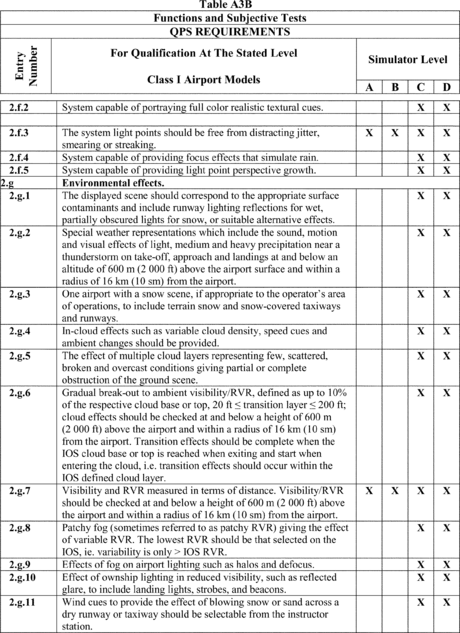 Table A3B
Functions and Subjective Tests
QPS REQUIREMENTS
Entry Number
For Qualification At The Stated Level
Class I Airport Models
Simulator Level
A B C D
2.f.2 System capable of portraying full color realistic textural cues. X X
2.f.3 The system light points should be free from distracting jitter, X X X X
smearing or streaking.
2.f.4 System capable of providing focus effects that simulate rain. X X
2.f.5 System capable of providing light point perspective growth. X X
2.g Environmental effects.
2.g.1 The displayed scene should correspond to the appropriate surface X X
contaminants and include runway lighting reflections for wet,
partially obscured lights for snow, or suitable alternative effects.
2.g.2 Special weather representations which include the sound, motion X X
and visual effects of light, medium and heavy precipitation near a
thunderstorm on take-off, approach and landings at and below an
altitude of 600 m (2 000 ft) above the airport surface and within a
radius of 16 km (10 sm) from the airport.
2.g.3 One airport with a snow scene, if appropriate to the operator's area X X
of operations, to include terrain snow and snow-covered taxiways
and runways.
2.g.4 In-cloud effects such as variable cloud density, speed cues and X X
ambient changes should be provided.
2.g.5 The effect of multiple cloud layers representing few, scattered, X X
broken and overcast conditions giving partial or complete
obstruction of the ground scene.
2.g.6 Gradual break-out to ambient visibility/RVR, defined as up to 10% X X
of the respective cloud base or top, 20 ft ≤ transition layer ≤ 200 ft;
cloud effects should be checked at and below a height of 600 m
(2 000 ft) above the airport and within a radius of 16 km (10 sm)
from the airport. Transition effects should be complete when the
IOS cloud base or top is reached when exiting and start when
entering the cloud, i.e. transition effects should occur within the
IOS defined cloud layer.
2.g.7 Visibility and RVR measured in terms of distance. Visibility/RVR X X X X
should be checked at and below a height of 600 m (2 000 ft) above
the airport and within a radius of 16 km (10 sm) from the airport.
2.g.8 Patchy fog (sometimes referred to as patchy RVR) giving the effect X X
of variable RVR. The lowest RVR should be that selected on the
IOS, ie. variability is only > IOS RVR.
2.g.9 Effects of fog on airport lighting such as halos and defocus. X X
2.g.10 Effect of ownship lighting in reduced visibility, such as reflected X X
glare, to include landing lights, strobes, and beacons.
2.g.11 Wind cues to provide the effect of blowing snow or sand across a X X
dry runway or taxiway should be selectable from the instructor
station.